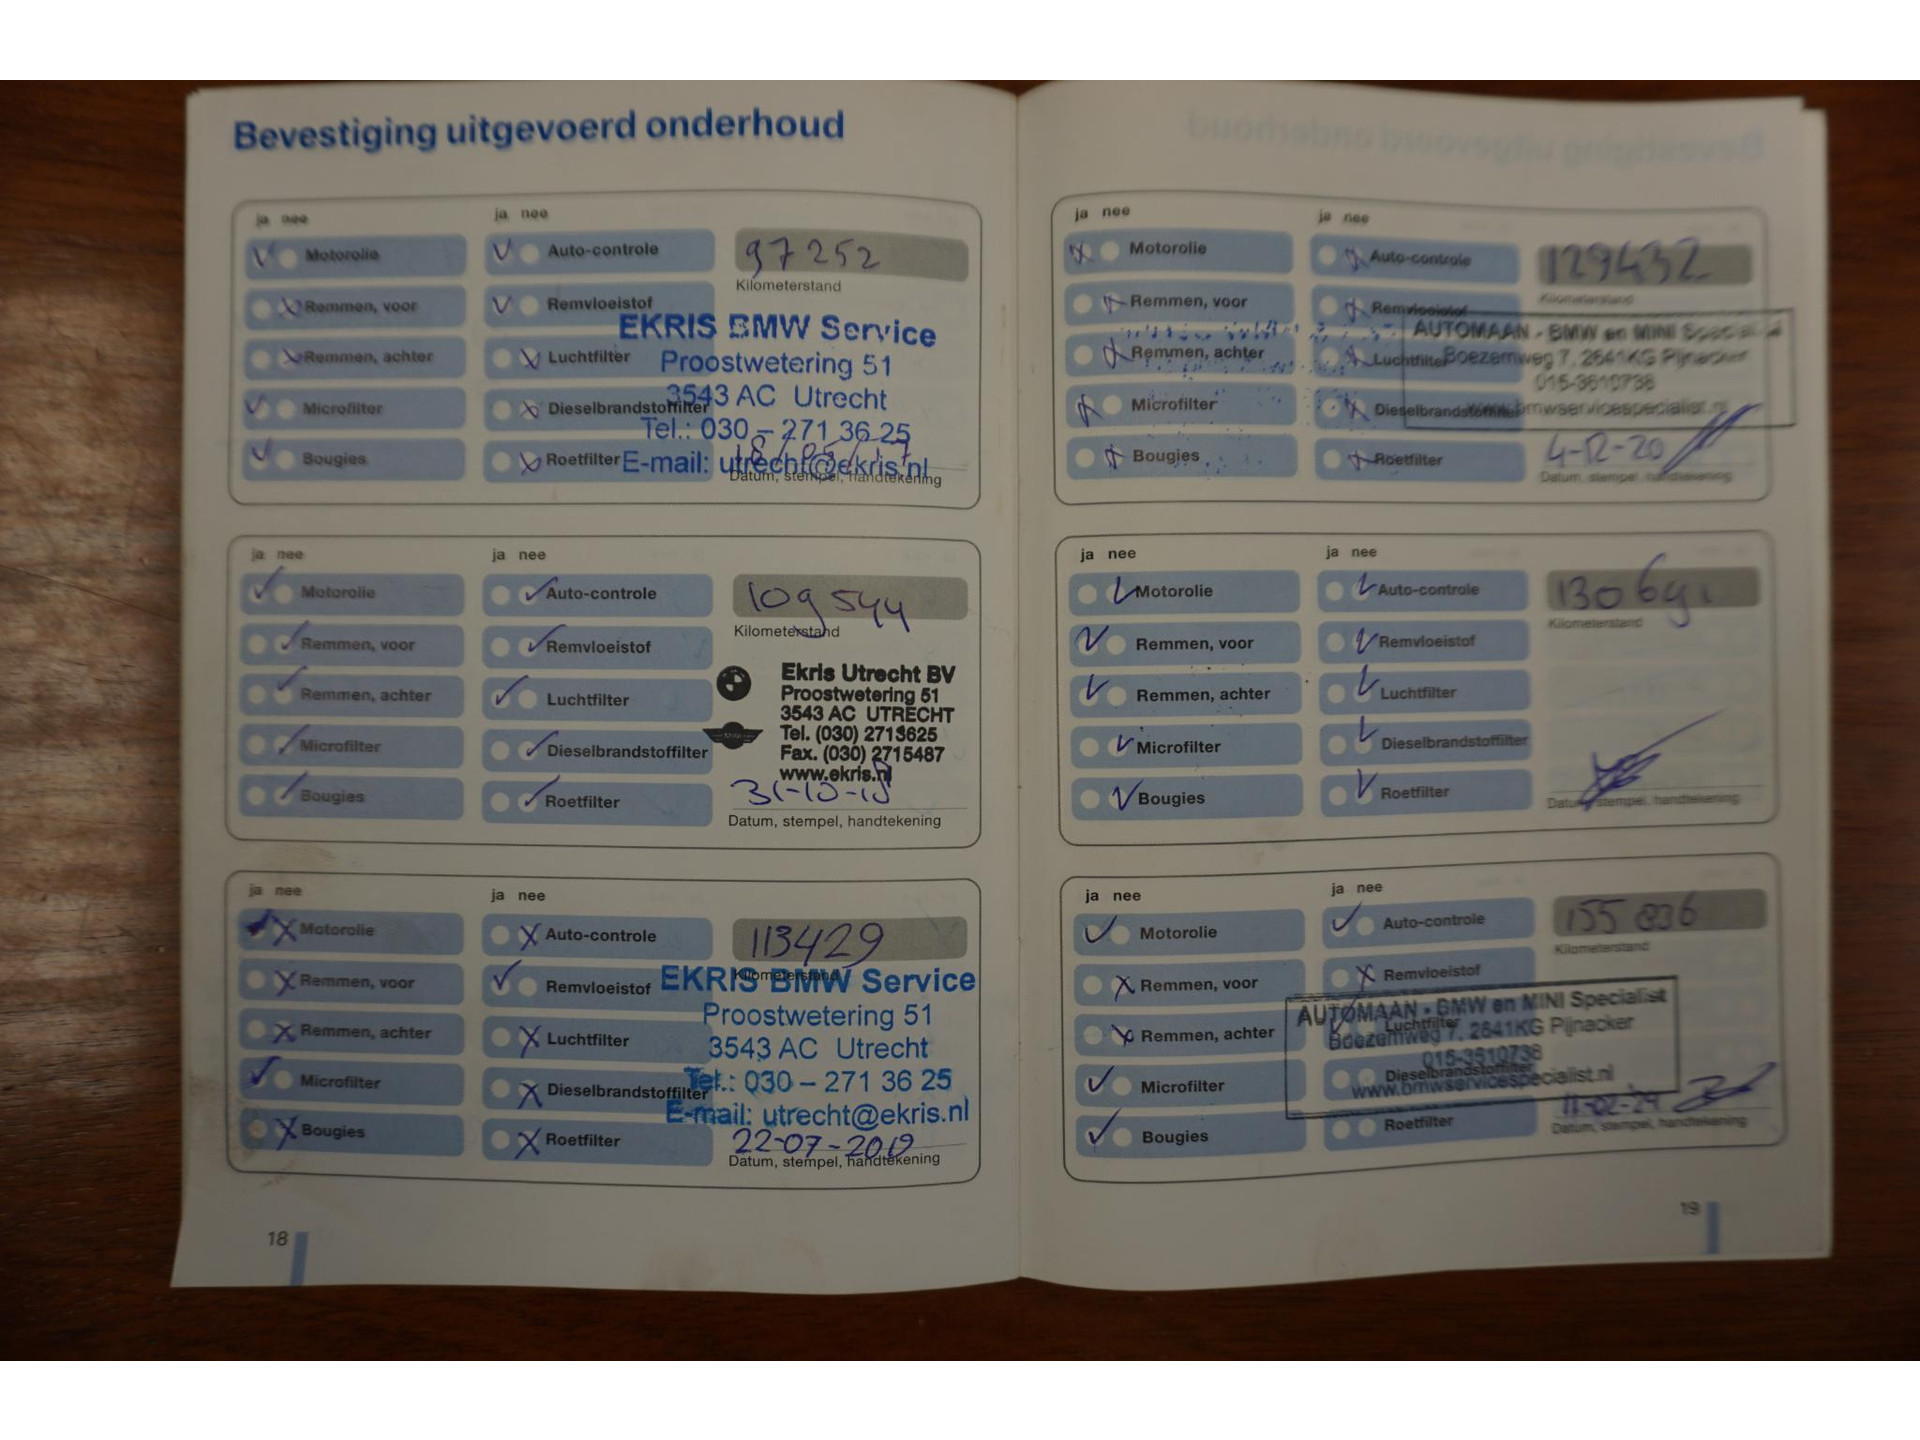 Bevestiging uitgevoerd onderhoud
ja nee
ja nee
Motorolie
Auto-controle
97252
Kilometerstand
Remmen, voor
Remvloeistof
EKRIS BMW Service
Remmen, achter
Luchtfilter
Proostwetering 51
3543 AC Utrecht
Microfilter
Dieselbrandstoffilter
Tel.: 030 – 271 36 25
Bougies
Roetfilter
E-mail: utrecht@ekris.nl
Datum, stempel, handtekening
ja nee
ja nee
Motorolie
Auto-controle
109544
Kilometerstand
Remmen, voor
Remvloeistof
Ekris Utrecht BV
Proostwetering 51
Remmen, achter
Luchtfilter
3543 AC UTRECHT
Tel. (030) 2713625
Microfilter
Dieselbrandstoffilter
Fax. (030) 2715487
www.ekris.nl
Bougies
Roetfilter
31-10-18
Datum, stempel, handtekening
ja nee
ja nee
Motorolie
Auto-controle
113429
Kilometerstand
Remmen, voor
Remvloeistof
EKRIS BMW Service
Proostwetering 51
Remmen, achter
Luchtfilter
3543 AC Utrecht
Microfilter
Dieselbrandstoffilter
Tel.: 030 – 271 36 25
E-mail: utrecht@ekris.nl
Bougies
Roetfilter
22-07-2019
Datum, stempel, handtekening
18
ja nee
ja nee
Motorolie
Auto-controle
129432
Kilometerstand
Remmen, voor
Remvloeistof
AUTOMAAN - BMW en MINI Specialist
Remmen, achter
Luchtfilter
Boezemweg 7, 2641KG Pijnacker
015-3610738
Microfilter
Dieselbrandstoffilter
www.bmwservicespecialist.nl
Bougies
Roetfilter
4-12-20
Datum, stempel, handtekening
ja nee
ja nee
Motorolie
Auto-controle
130691
Kilometerstand
Remmen, voor
Remvloeistof
Remmen, achter
Luchtfilter
Microfilter
Dieselbrandstoffilter
Bougies
Roetfilter
Datum, stempel, handtekening
ja nee
ja nee
Motorolie
Auto-controle
155836
Kilometerstand
Remmen, voor
Remvloeistof
AUTOMAAN - BMW en MINI Specialist
Remmen, achter
Luchtfilter
Boezemweg 7, 2641KG Pijnacker
015-3610738
Microfilter
Dieselbrandstoffilter
www.bmwservicespecialist.nl
Bougies
Roetfilter
Datum, stempel, handtekening
19